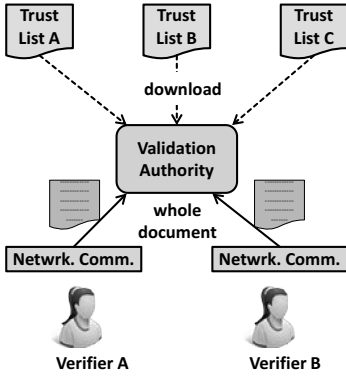 Trust
List A
Trust
List B
Trust
List C
download
Validation
Authority
whole
document
Netwrk. Comm.
Netwrk. Comm.
Verifier A
Verifier B